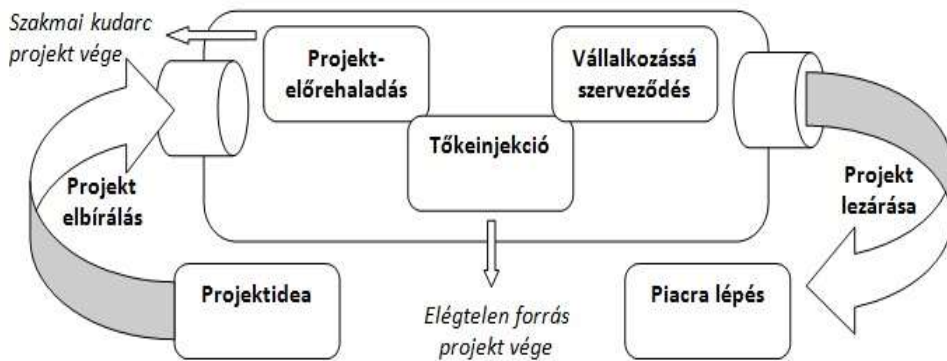 Szakmai kudarc
projekt vége
Projekt-
előrehaladás
Vállalkozássá
szerveződés
Tőkeinjekció
Projekt
elbírálás
Projekt
lezárása
Projektidea
Piacra lépés
Elégtelen forrás
projekt vége